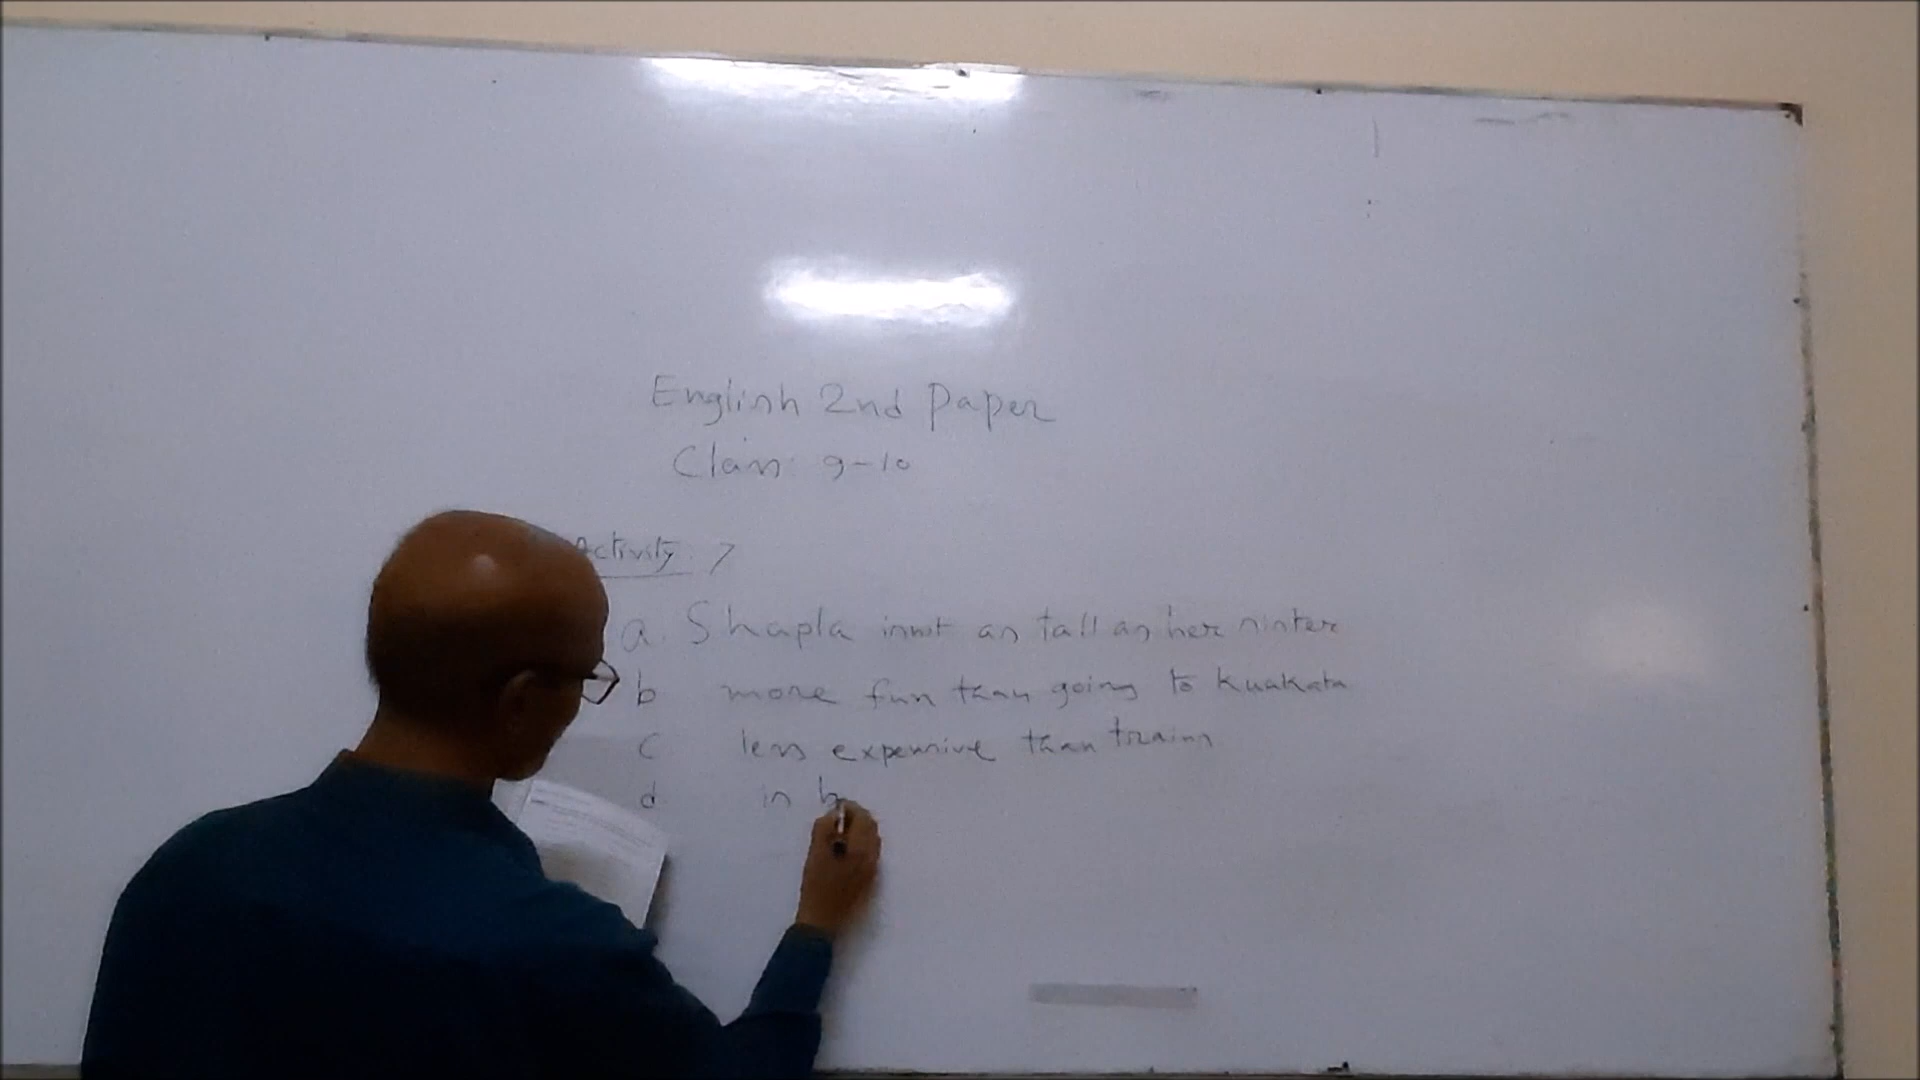 English 2nd Paper
Class: 9-10
Activity: 7
a. Shapla is not as tall as her sister
b more fun than going to Kuakata
c. less expensive than trains
d in b